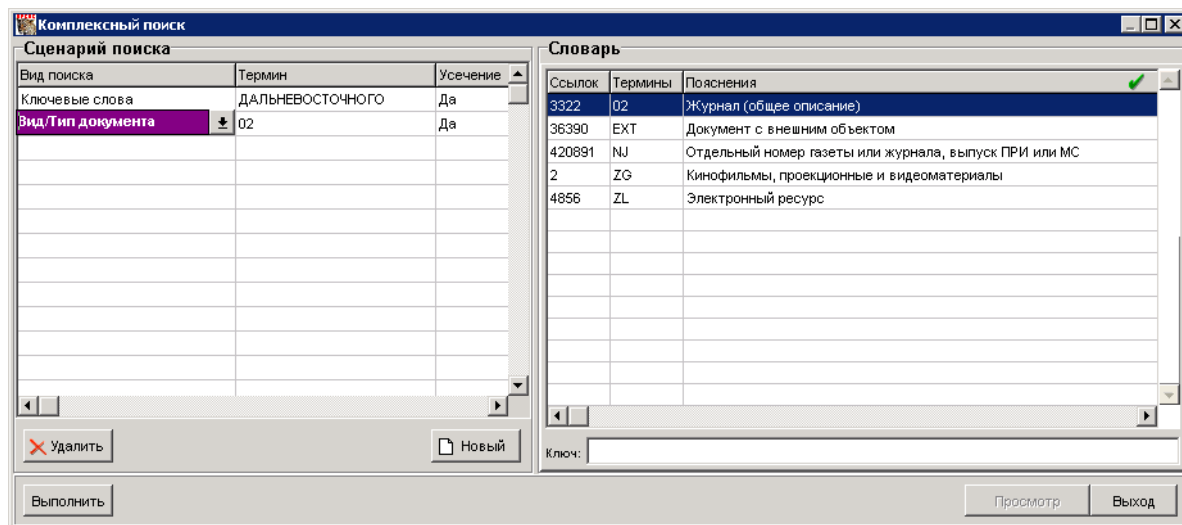 Комплексный поиск
Сценарий поиска
Вид поиска Термин Усечение
Ключевые слова ДАЛЬНЕВОСТОЧНОГО Да
Вид/Тип документа 02 Да
Удалить Новый
Словарь
Ссылок Термины Пояснения
3322 02 Журнал (общее описание)
36390 EXT Документ с внешним объектом
420891 NJ Отдельный номер газеты или журнала, выпуск ПРИ или МС
2 ZG Кинофильмы, проекционные и видеоматериалы
4856 ZL Электронный ресурс
Ключ:
Выполнить Просмотр Выход